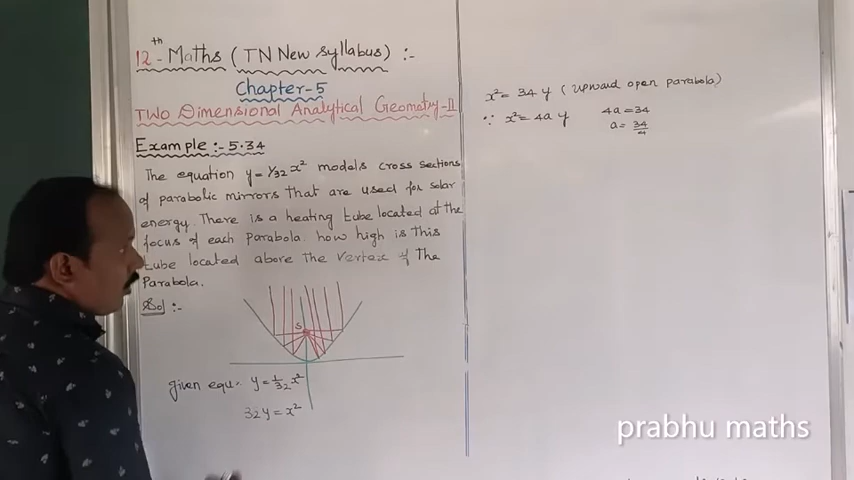 12th Maths (TN New syllabus) :-
Chapter-5
TWO Dimensional Analytical Geometry-II
Example :- 5.34
The equation y = 1/32 x² models cross sections
of parabolic mirrors that are used for solar
energy. There is a heating tube located at the
focus of each parabola. how high is this
tube located above the vertex of The
Parabola.
Sol :-
S
given equ:- y = 1/32 x²
32y = x²
x² = 34 y (upward open parabola)
∵ x² = 4a y 4a = 34
a = 34/4
prabhu maths